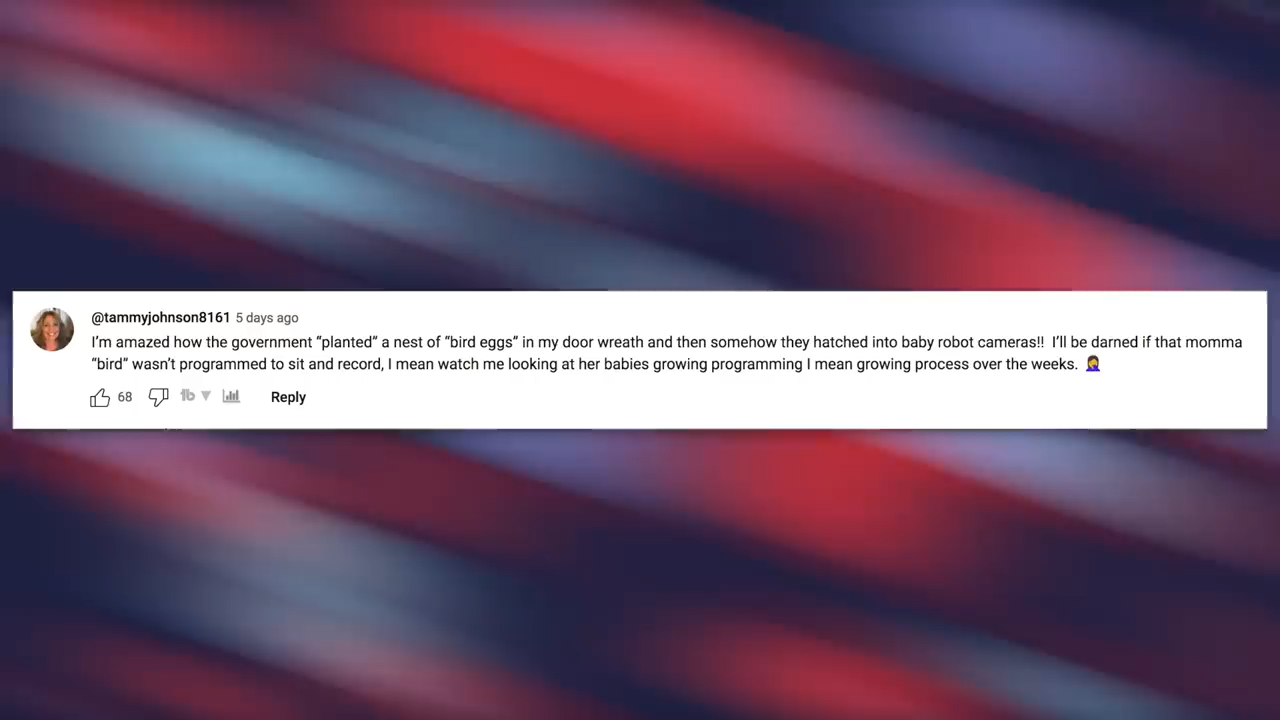 @tammyjohnson8161 5 days ago
I’m amazed how the government “planted” a nest of “bird eggs” in my door wreath and then somehow they hatched into baby robot cameras!! I’ll be darned if that momma
“bird” wasn’t programmed to sit and record, I mean watch me looking at her babies growing programming I mean growing process over the weeks. 🤦‍♀️
68 Reply